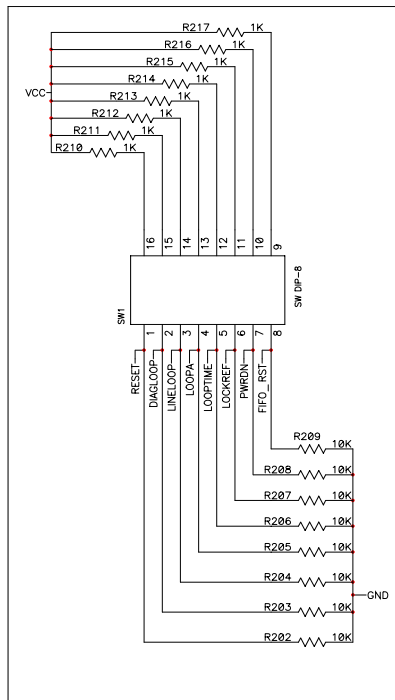 R217 1K
R216 1K
R215 1K
R214 1K
VCC
R213 1K
R212 1K
R211 1K
R210 1K
16 15 14 13 12 11 10 9
SW1
SW DIP-8
1 2 3 4 5 6 7 8
RESET
DIAGLOOP
LINELOOP
LOOPA
LOOPTIME
LOCKREF
PWRDN
FIFO_RST
R209 10K
R208 10K
R207 10K
R206 10K
R205 10K
R204 10K
GND
R203 10K
R202 10K